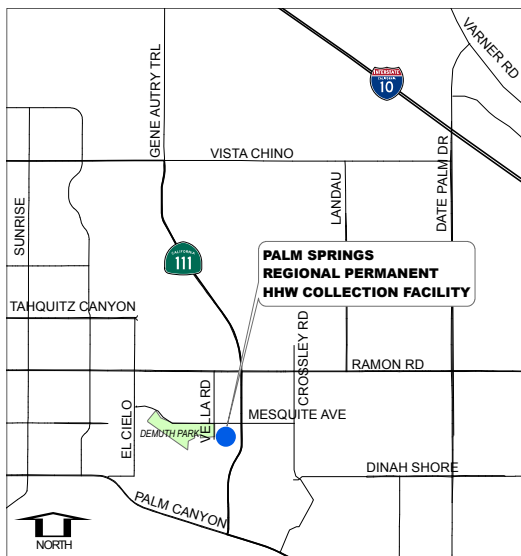 VARNER RD
INTERSTATE
CALIFORNIA
10
GENE AUTRY TRL
VISTA CHINO
DATE PALM DR
LANDAU
SUNRISE
CALIFORNIA
111
PALM SPRINGS
REGIONAL PERMANENT
HHW COLLECTION FACILITY
TAHQUITZ CANYON
CROSSLEY RD
RAMON RD
VELLA RD
MESQUITE AVE
EL CIELO
DEMUTH PARK
DINAH SHORE
PALM CANYON
NORTH